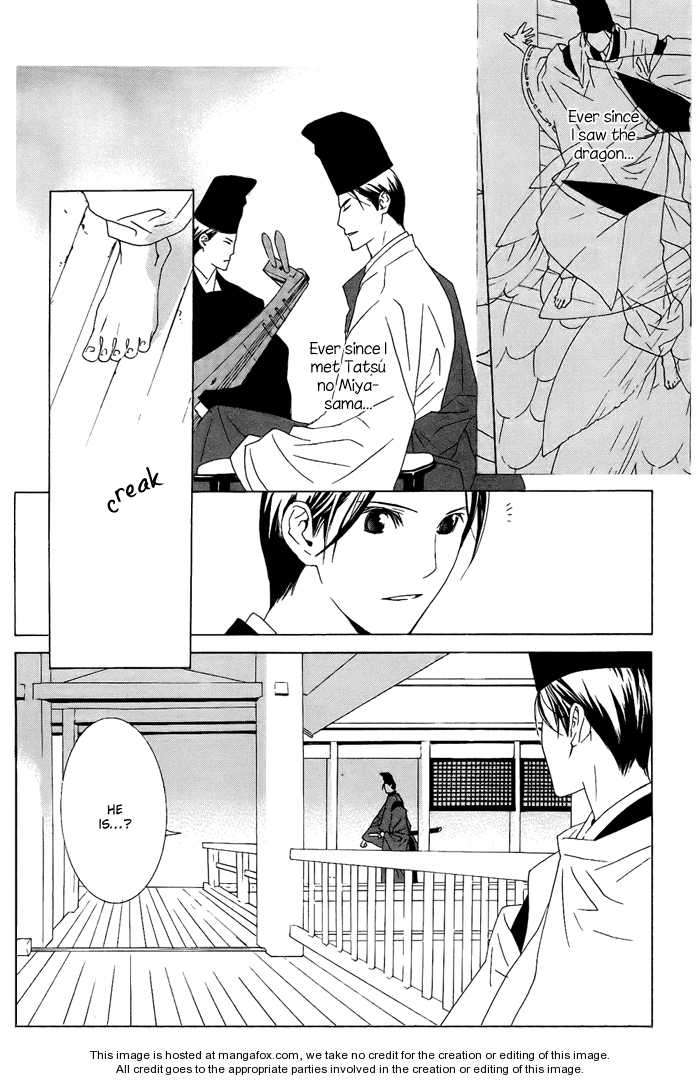 Ever since
I saw the
dragon...
Ever since I
met Tatsu
no Miya-
sama...
creak
HE
IS...?
This image is hosted at mangafox.com, we take no credit for the creation or editing of this image.
All credit goes to the appropriate parties involved in the creation or editing of this image.